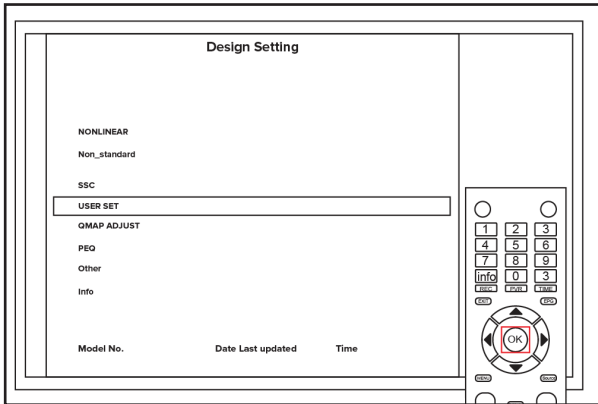 Design Setting
NONLINEAR
Non_standard
SSC
USER SET
QMAP ADJUST
PEQ
Other
Info
Model No. Date Last updated Time
1 2 3
4 5 6
7 8 9
info 0 3
REC PVR TIME
EXIT EPG
OK
MENU Source